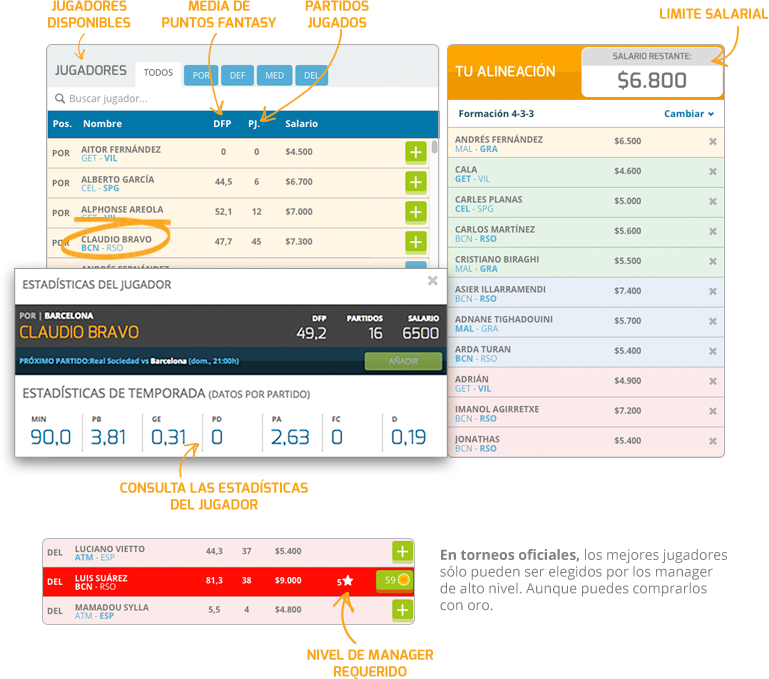 JUGADORES
DISPONIBLES
MEDIA DE
PUNTOS FANTASY
PARTIDOS
JUGADOS
LIMITE SALARIAL
JUGADORES TODOS POR DEF MED DEL
Buscar jugador...
Pos. Nombre DFP PJ. Salario
POR AITOR FERNÁNDEZ 0 0 $4.500
GET - VIL
POR ALBERTO GARCÍA 44,5 6 $6.700
CEL - SPG
POR ALPHONSE AREOLA 52,1 12 $7.000
GET - VIL
POR CLAUDIO BRAVO 47,7 45 $7.300
BCN - RSO
ANDRÉS FERNÁNDEZ
TU ALINEACIÓN
SALARIO RESTANTE:
$6.800
Formación 4-3-3 Cambiar
ANDRÉS FERNÁNDEZ $6.500
MAL - GRA
CALA $4.600
GET - VIL
CARLES PLANAS $5.000
CEL - SPG
CARLOS MARTÍNEZ $5.600
BCN - RSO
CRISTIANO BIRAGHI $5.500
MAL - GRA
ASIER ILLARRAMENDI $7.400
BCN - RSO
ADNANE TIGHADOUINI $5.700
MAL - GRA
ARDA TURAN $5.400
BCN - RSO
ADRIÁN $4.900
GET - VIL
IMANOL AGIRRETXE $7.200
BCN - RSO
JONATHAS $5.400
BCN - RSO
ESTADÍSTICAS DEL JUGADOR
POR | BARCELONA DFP PARTIDOS SALARIO
CLAUDIO BRAVO 49,2 16 6500
PRÓXIMO PARTIDO:Real Sociedad vs Barcelona (dom., 21:00h) AÑADIR
ESTADÍSTICAS DE TEMPORADA (DATOS POR PARTIDO)
MIN PB GE PD PA FC D
90,0 3,81 0,31 0 2,63 0 0,19
CONSULTA LAS ESTADÍSTICAS
DEL JUGADOR
DEL LUCIANO VIETTO 44,3 37 $5.400
ATM - ESP
DEL LUIS SUÁREZ 81,3 38 $9.000 5 59
BCN - RSO
DEL MAMADOU SYLLA 5,5 4 $4.800
ATM - ESP
NIVEL DE MANAGER
REQUERIDO
En torneos oficiales, los mejores jugadores
sólo pueden ser elegidos por los manager
de alto nivel. Aunque puedes comprarlos
con oro.